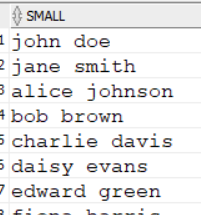 SMALL
1 john doe
2 jane smith
3 alice johnson
4 bob brown
5 charlie davis
6 daisy evans
7 edward green